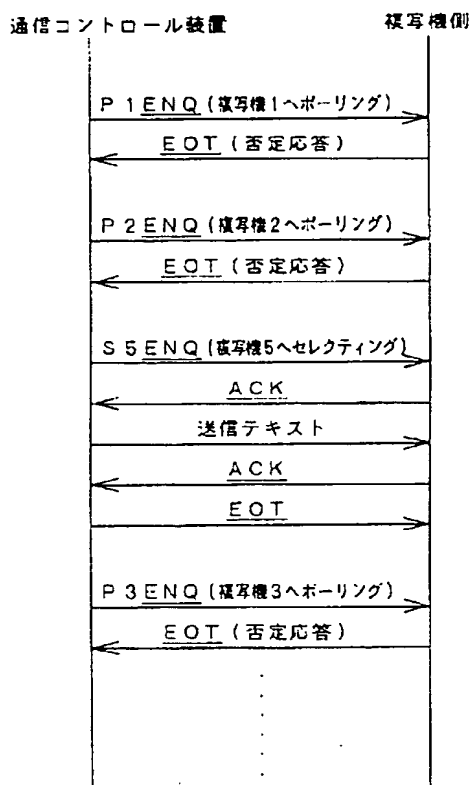 通信コントロール装置
複写機側
P1ENQ(複写機1へポーリング)
EOT(否定応答)
P2ENQ(複写機2へポーリング)
EOT(否定応答)
S5ENQ(複写機5へセレクティング)
ACK
送信テキスト
ACK
EOT
P3ENQ(複写機3へポーリング)
EOT(否定応答)